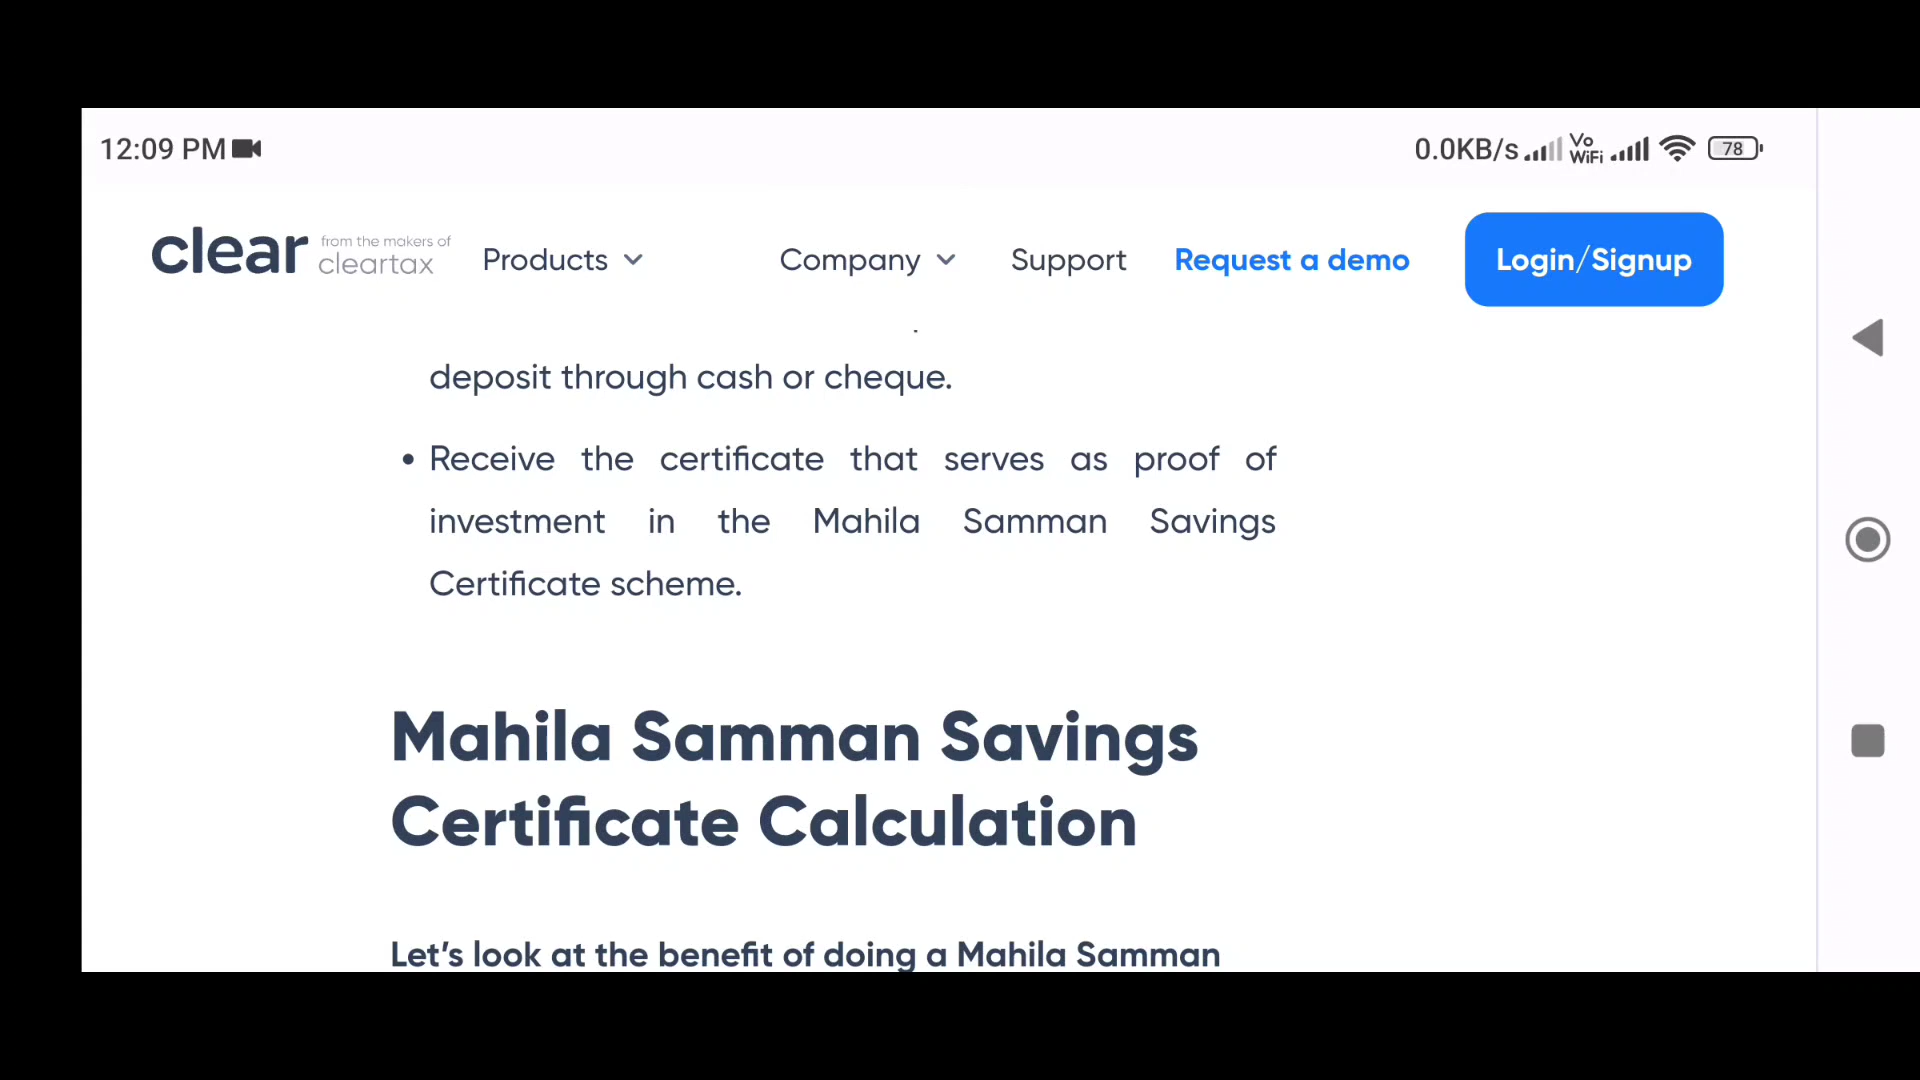 12:09 PM
0.0KB/s Vo WiFi 78
clear from the makers of cleartax Products Company Support Request a demo Login/Signup
deposit through cash or cheque.
• Receive the certificate that serves as proof of
investment in the Mahila Samman Savings
Certificate scheme.
Mahila Samman Savings
Certificate Calculation
Let’s look at the benefit of doing a Mahila Samman